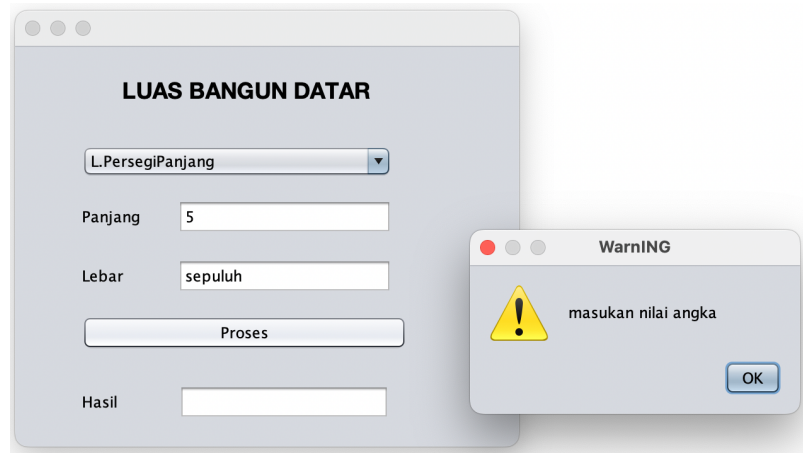 LUAS BANGUN DATAR
L.PersegiPanjang
Panjang 5
Lebar sepuluh
Proses
Hasil
WarnING
masukan nilai angka
OK